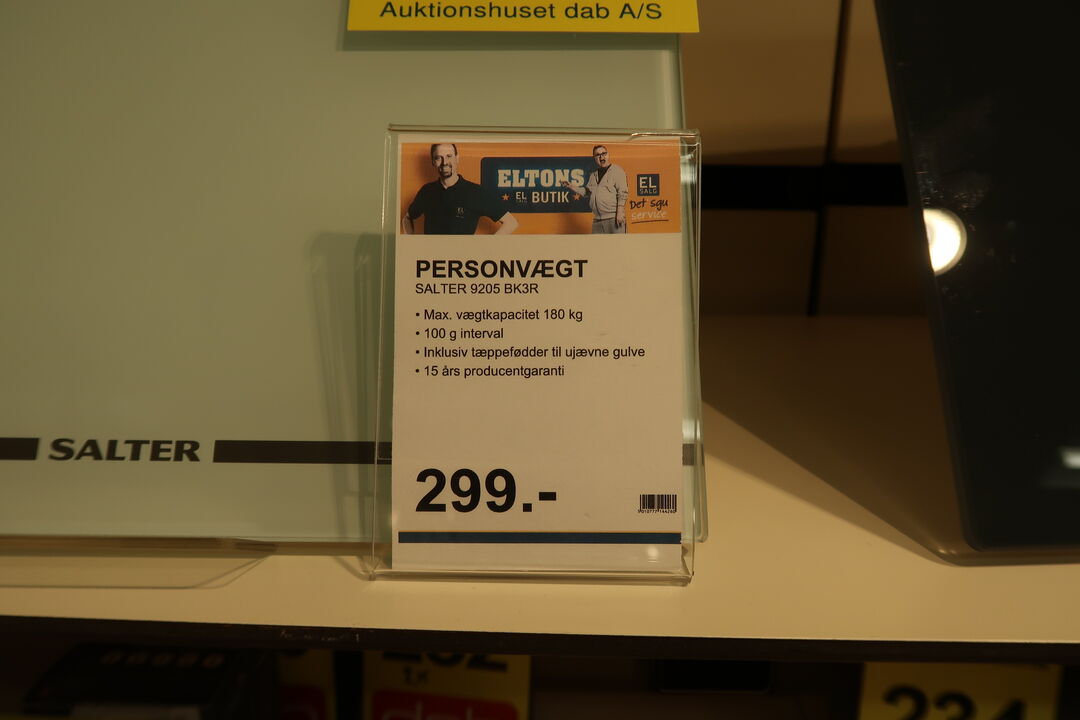 Auktionshuset dab A/S
ELTONS
EL SALG BUTIK
EL
SALG
Det sgu
service
PERSONVÆGT
SALTER 9205 BK3R
• Max. vægtkapacitet 180 kg
• 100 g interval
• Inklusiv tæppefødder til ujævne gulve
• 15 års producentgaranti
SALTER
299.-